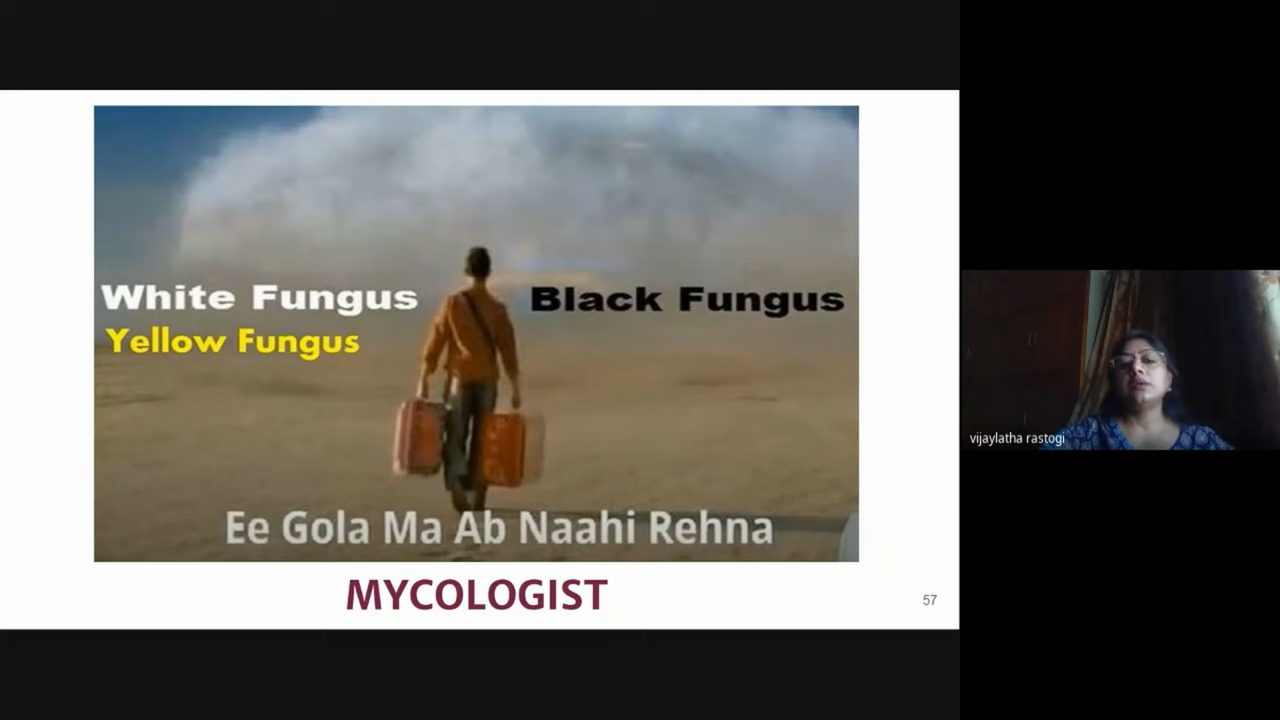 White Fungus
Black Fungus
Yellow Fungus
Ee Gola Ma Ab Naahi Rehna
MYCOLOGIST
57
vijaylatha rastogi